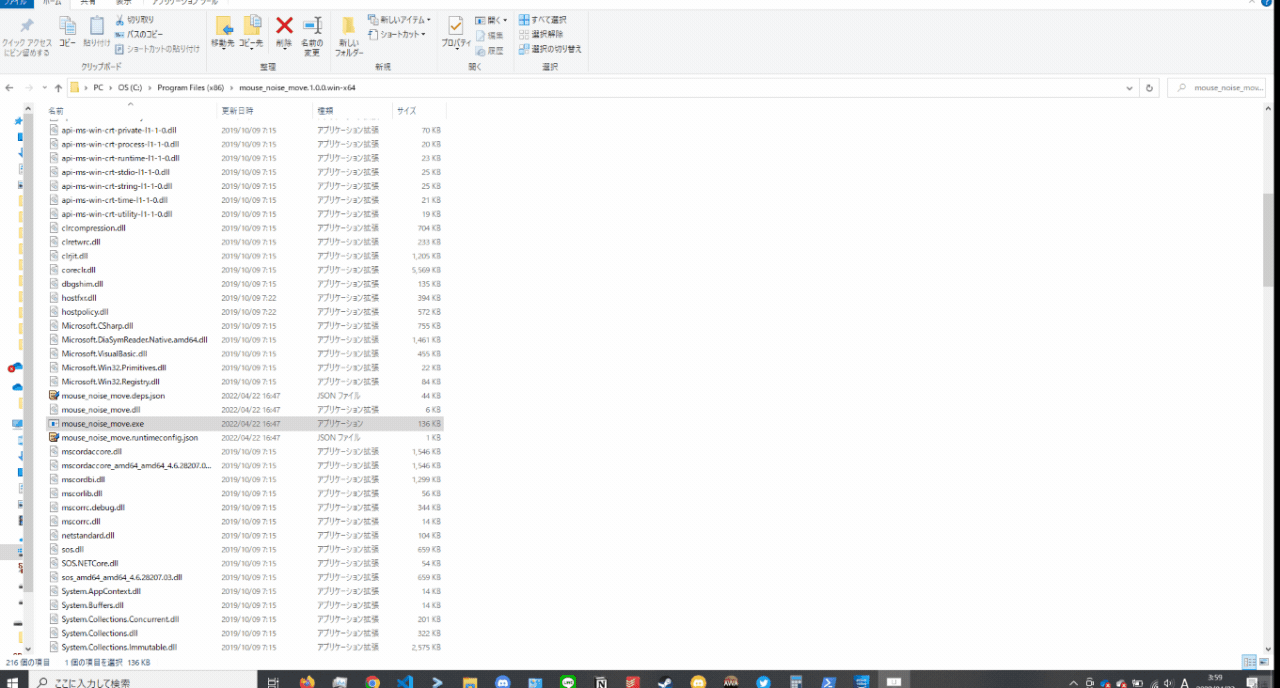 ファイル ホーム 共有 表示 アプリケーション ツール
クイック アクセスにピン留めする コピー 貼り付け 切り取り パスのコピー ショートカットの貼り付け 移動先 コピー先 削除 名前の変更 新しいフォルダー 新しいアイテム ショートカット プロパティ 開く 編集 履歴 すべて選択 選択解除 選択の切り替え
クリップボード 整理 新規 開く 選択
PC OS (C:) Program Files (x86) mouse_noise_move.1.0.0.win-x64 mouse_noise_mov...
名前 更新日時 種類 サイズ
api-ms-win-crt-private-l1-1-0.dll 2019/10/09 7:15 アプリケーション拡張 70 KB
api-ms-win-crt-process-l1-1-0.dll 2019/10/09 7:15 アプリケーション拡張 20 KB
api-ms-win-crt-runtime-l1-1-0.dll 2019/10/09 7:15 アプリケーション拡張 23 KB
api-ms-win-crt-stdio-l1-1-0.dll 2019/10/09 7:15 アプリケーション拡張 25 KB
api-ms-win-crt-string-l1-1-0.dll 2019/10/09 7:15 アプリケーション拡張 25 KB
api-ms-win-crt-time-l1-1-0.dll 2019/10/09 7:15 アプリケーション拡張 21 KB
api-ms-win-crt-utility-l1-1-0.dll 2019/10/09 7:15 アプリケーション拡張 19 KB
clrcompression.dll 2019/10/09 7:15 アプリケーション拡張 704 KB
clretwrc.dll 2019/10/09 7:15 アプリケーション拡張 233 KB
clrjit.dll 2019/10/09 7:15 アプリケーション拡張 1,205 KB
coreclr.dll 2019/10/09 7:15 アプリケーション拡張 5,569 KB
dbgshim.dll 2019/10/09 7:15 アプリケーション拡張 135 KB
hostfxr.dll 2019/10/09 7:22 アプリケーション拡張 394 KB
hostpolicy.dll 2019/10/09 7:22 アプリケーション拡張 572 KB
Microsoft.CSharp.dll 2019/10/09 7:15 アプリケーション拡張 755 KB
Microsoft.DiaSymReader.Native.amd64.dll 2019/10/09 7:15 アプリケーション拡張 1,461 KB
Microsoft.VisualBasic.dll 2019/10/09 7:15 アプリケーション拡張 455 KB
Microsoft.Win32.Primitives.dll 2019/10/09 7:15 アプリケーション拡張 22 KB
Microsoft.Win32.Registry.dll 2019/10/09 7:15 アプリケーション拡張 84 KB
mouse_noise_move.deps.json 2022/04/22 16:47 JSON ファイル 44 KB
mouse_noise_move.dll 2022/04/22 16:47 アプリケーション拡張 6 KB
mouse_noise_move.exe 2022/04/22 16:47 アプリケーション 136 KB
mouse_noise_move.runtimeconfig.json 2022/04/22 16:47 JSON ファイル 1 KB
mscordaccore.dll 2019/10/09 7:15 アプリケーション拡張 1,546 KB
mscordaccore_amd64_amd64_4.6.28207.0... 2019/10/09 7:15 アプリケーション拡張 1,546 KB
mscordbi.dll 2019/10/09 7:15 アプリケーション拡張 1,299 KB
mscorlib.dll 2019/10/09 7:15 アプリケーション拡張 56 KB
mscorrc.debug.dll 2019/10/09 7:15 アプリケーション拡張 344 KB
mscorrc.dll 2019/10/09 7:15 アプリケーション拡張 14 KB
netstandard.dll 2019/10/09 7:15 アプリケーション拡張 104 KB
sos.dll 2019/10/09 7:15 アプリケーション拡張 659 KB
SOS.NETCore.dll 2019/10/09 7:15 アプリケーション拡張 54 KB
sos_amd64_amd64_4.6.28207.03.dll 2019/10/09 7:15 アプリケーション拡張 659 KB
System.AppContext.dll 2019/10/09 7:15 アプリケーション拡張 14 KB
System.Buffers.dll 2019/10/09 7:15 アプリケーション拡張 14 KB
System.Collections.Concurrent.dll 2019/10/09 7:15 アプリケーション拡張 201 KB
System.Collections.dll 2019/10/09 7:15 アプリケーション拡張 322 KB
System.Collections.Immutable.dll 2019/10/09 7:15 アプリケーション拡張 2,575 KB
216 個の項目 1 個の項目を選択 136 KB
ここに入力して検索 A 3:59